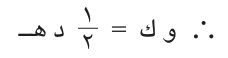 ∴ و ك = ١/٢ د هـ